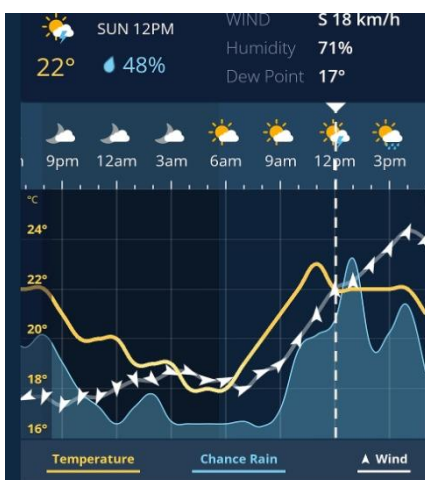 SUN 12PM
22°
48%
WIND S 18 km/h
Humidity 71%
Dew Point 17°
9pm 12am 3am 6am 9am 12pm 3pm
°C
24°
22°
20°
18°
16°
Temperature Chance Rain Wind